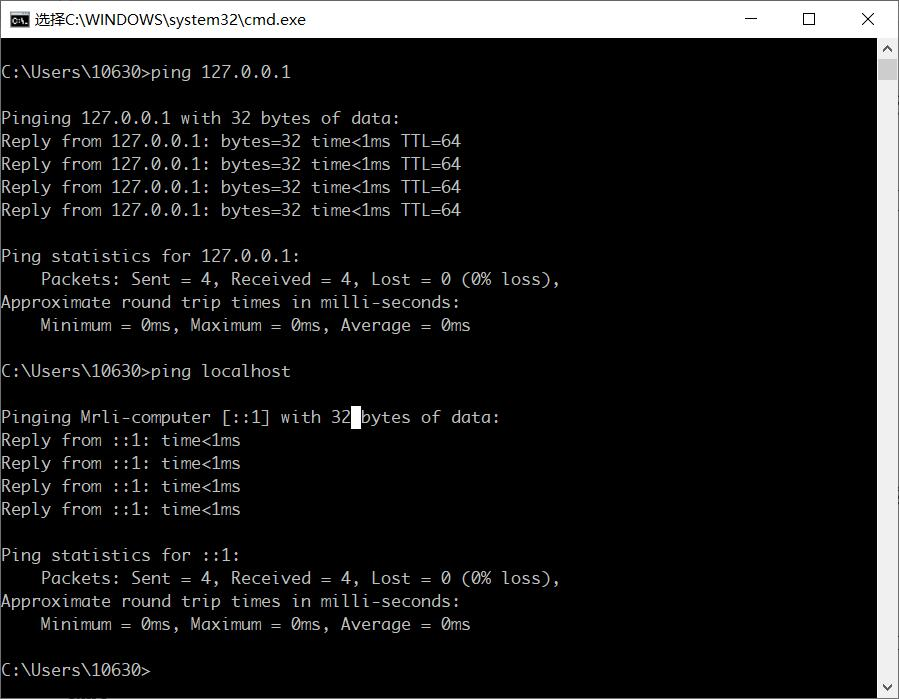 选择C:\WINDOWS\system32\cmd.exe
C:\Users\10630>ping 127.0.0.1
Pinging 127.0.0.1 with 32 bytes of data:
Reply from 127.0.0.1: bytes=32 time<1ms TTL=64
Reply from 127.0.0.1: bytes=32 time<1ms TTL=64
Reply from 127.0.0.1: bytes=32 time<1ms TTL=64
Reply from 127.0.0.1: bytes=32 time<1ms TTL=64
Ping statistics for 127.0.0.1:
    Packets: Sent = 4, Received = 4, Lost = 0 (0% loss),
Approximate round trip times in milli-seconds:
    Minimum = 0ms, Maximum = 0ms, Average = 0ms
C:\Users\10630>ping localhost
Pinging Mrli-computer [::1] with 32 bytes of data:
Reply from ::1: time<1ms
Reply from ::1: time<1ms
Reply from ::1: time<1ms
Reply from ::1: time<1ms
Ping statistics for ::1:
    Packets: Sent = 4, Received = 4, Lost = 0 (0% loss),
Approximate round trip times in milli-seconds:
    Minimum = 0ms, Maximum = 0ms, Average = 0ms
C:\Users\10630>